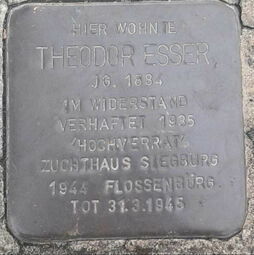 HIER WOHNTE
THEODOR ESSER
JG. 1884
IM WIDERSTAND
VERHAFTET 1935
'HOCHVERRAT'
ZUCHTHAUS SIEGBURG
1944 FLOSSENBÜRG
TOT 31.3.1945